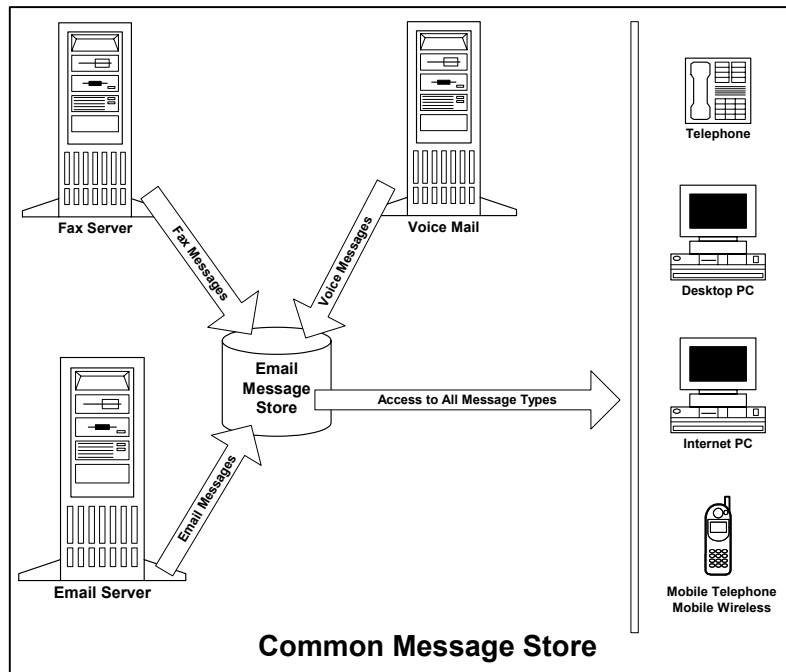 Fax Server
Voice Mail
Telephone
Fax Messages
Voice Messages
Desktop PC
Email
Message
Store
Access to All Message Types
Internet PC
Email Messages
Email Server
Mobile Telephone
Mobile Wireless
Common Message Store